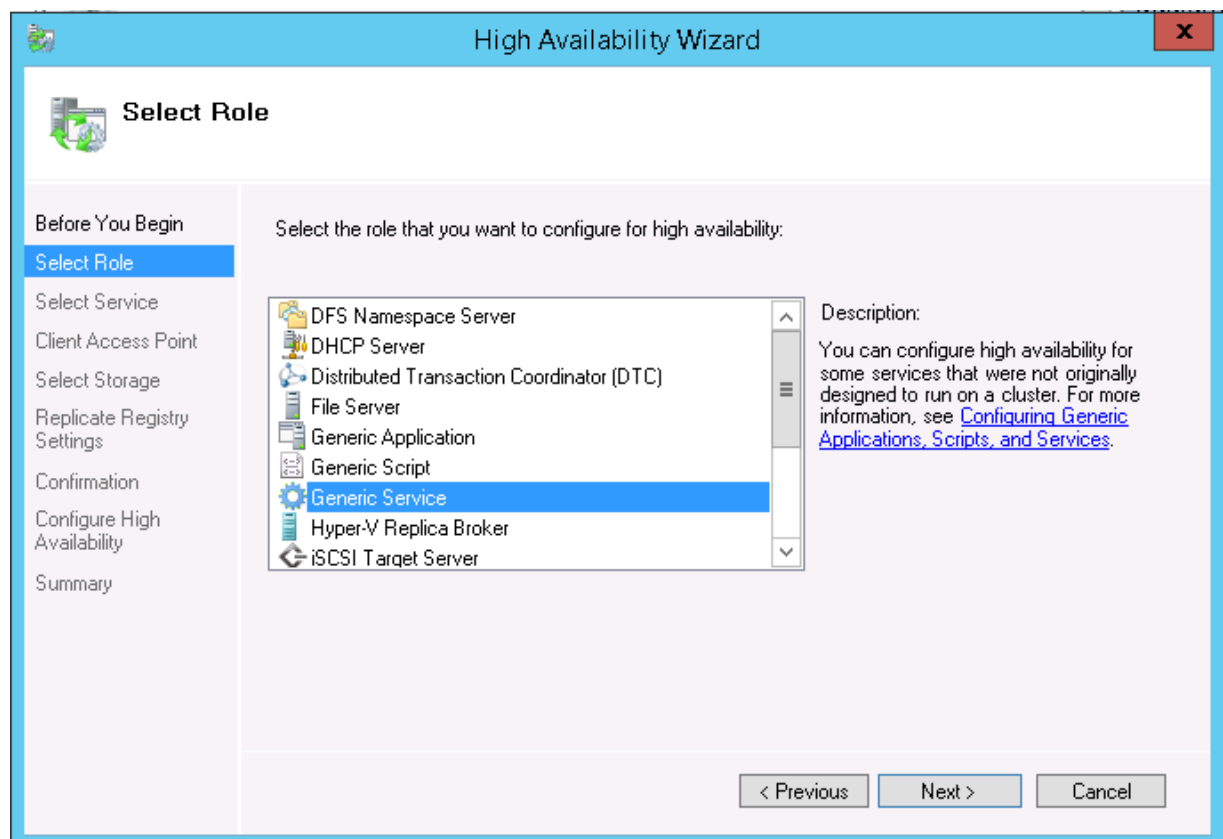 High Availability Wizard
x
Select Role
Before You Begin
Select Role
Select Service
Client Access Point
Select Storage
Replicate Registry
Settings
Confirmation
Configure High
Availability
Summary
Select the role that you want to configure for high availability:
DFS Namespace Server
DHCP Server
Distributed Transaction Coordinator (DTC)
File Server
Generic Application
Generic Script
Generic Service
Hyper-V Replica Broker
iSCSI Target Server
Description:
You can configure high availability for
some services that were not originally
designed to run on a cluster. For more
information, see Configuring Generic
Applications, Scripts, and Services.
< Previous
Next >
Cancel